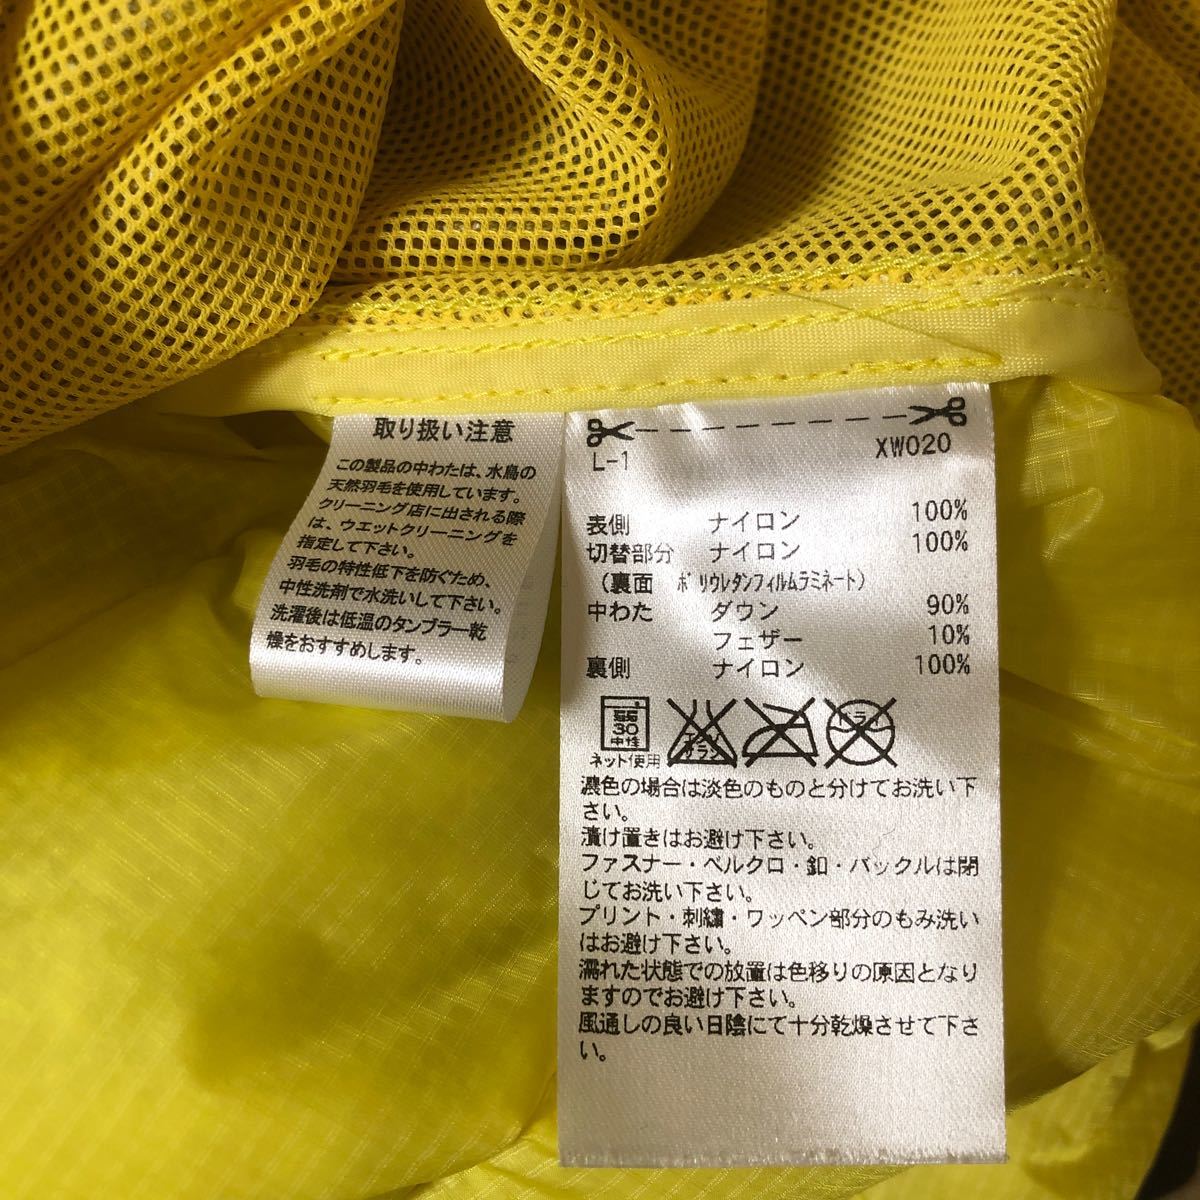 取り扱い注意
この製品の中わたは、水鳥の
天然羽毛を使用しています。
クリーニング店に出される際
は、ウエットクリーニングを
指定して下さい。
羽毛の特性低下を防ぐため、
中性洗剤で水洗いして下さい。
洗濯後は低温のタンブラー乾
燥をおすすめします。
L-1 XW020
表側 ナイロン 100%
切替部分 ナイロン 100%
(裏面 ポリウレタンフィルムラミネート)
中わた ダウン 90%
フェザー 10%
裏側 ナイロン 100%
弱
30
中性
エンソ
サラシ
ドライ
ネット使用
濃色の場合は淡色のものと分けてお洗い下
さい。
漬け置きはお避け下さい。
ファスナー・ベルクロ・釦・バックルは閉
じてお洗い下さい。
プリント・刺繍・ワッペン部分のもみ洗い
はお避け下さい。
濡れた状態での放置は色移りの原因となり
ますのでお避け下さい。
風通しの良い日陰にて十分乾燥させて下さ
い。